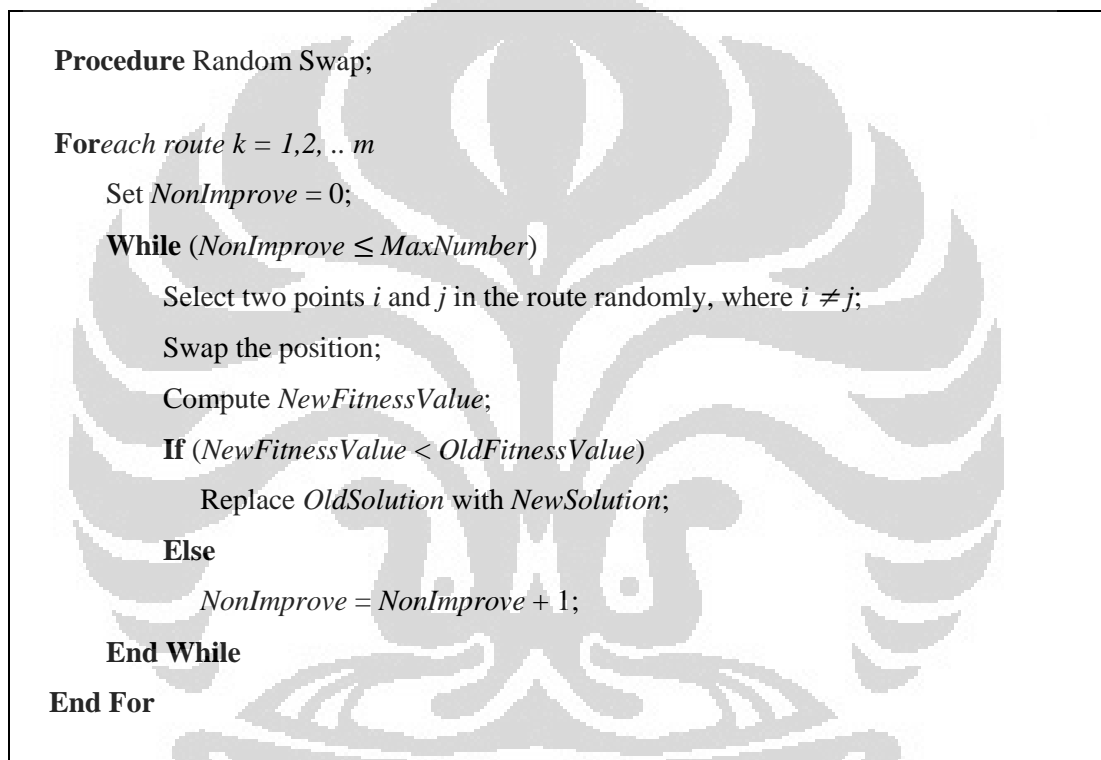 Procedure Random Swap;
Foreach route k = 1,2, .. m
Set NonImprove = 0;
While (NonImprove ≤ MaxNumber)
Select two points i and j in the route randomly, where i ≠ j;
Swap the position;
Compute NewFitnessValue;
If (NewFitnessValue < OldFitnessValue)
Replace OldSolution with NewSolution;
Else
NonImprove = NonImprove + 1;
End While
End For